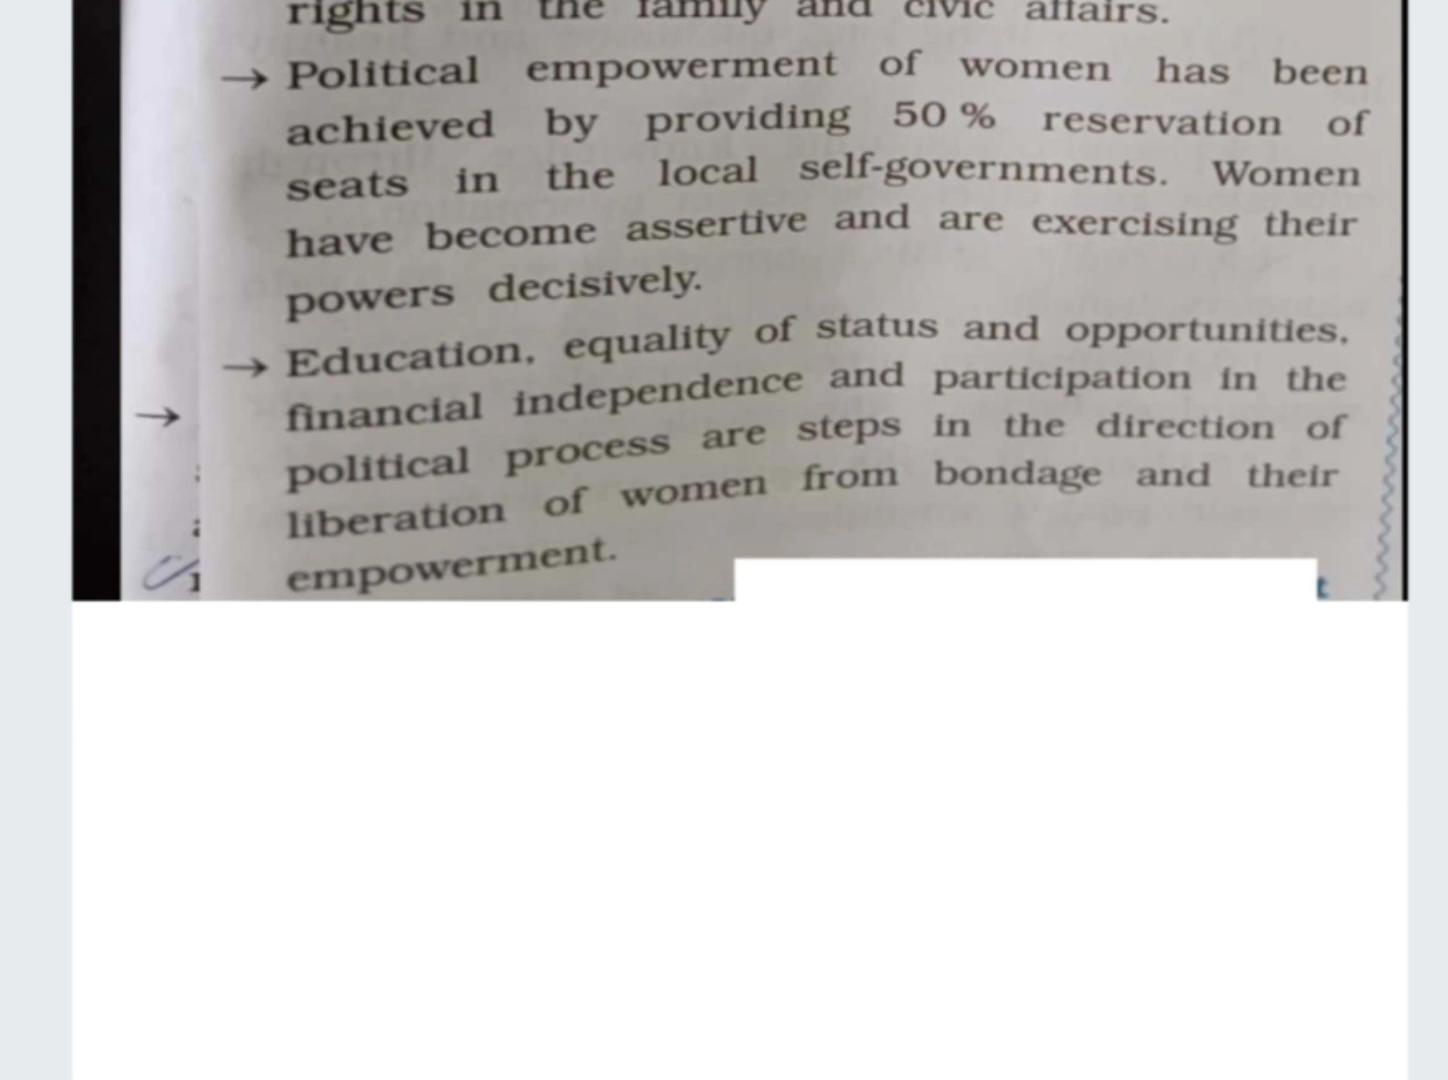 rights in the family and civic affairs.
→ Political empowerment of women has been
achieved by providing 50 % reservation of
seats in the local self-governments. Women
have become assertive and are exercising their
powers decisively.
→ Education, equality of status and opportunities,
financial independence and participation in the
political process are steps in the direction of
liberation of women from bondage and their
empowerment.